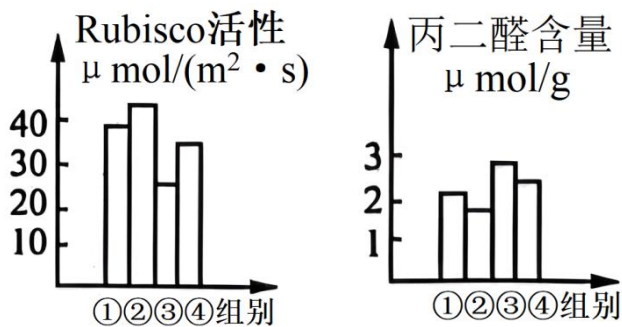 Rubisco活性
μ mol/(m²·s)
40
30
20
10
①②③④组别
丙二醛含量
μ mol/g
3
2
1
①②③④组别